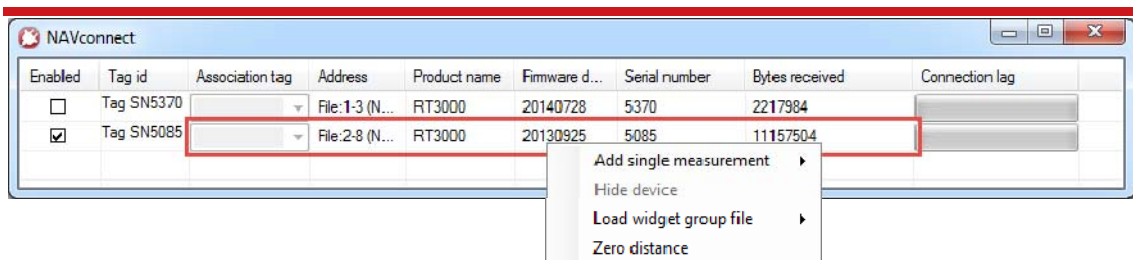 NAVconnect
Enabled Tag id Association tag Address Product name Firmware d... Serial number Bytes received Connection lag
Tag SN5370 File:1-3 (N... RT3000 20140728 5370 2217984
Tag SN5085 File:2-8 (N... RT3000 20130925 5085 11157504
Add single measurement
Hide device
Load widget group file
Zero distance